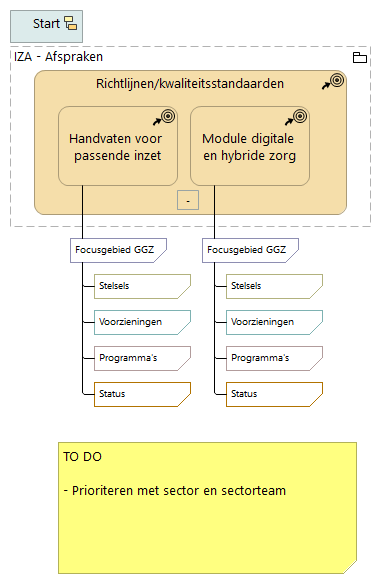 Start
IZA - Afspraken
Richtlijnen/kwaliteitsstandaarden
Handvaten voor
passende inzet
Module digitale
en hybride zorg
-
Focusgebied GGZ
Stelsels
Voorzieningen
Programma's
Status
Focusgebied GGZ
Stelsels
Voorzieningen
Programma's
Status
TO DO
- Prioriteren met sector en sectorteam